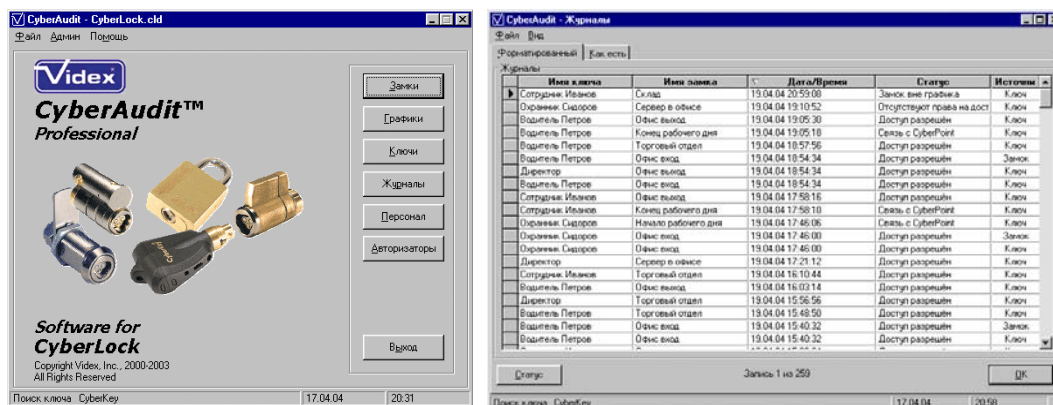 CyberAudit - CyberLock.cld
Файл Админ Помощь
Videx
CyberAudit™
Professional
Замки
Графики
Ключи
Журналы
Персонал
Авторизаторы
Software for
CyberLock
Copyright Videx, Inc., 2000-2003
All Rights Reserved
Выход
Поиск ключа CyberKey 17.04.04 20:31
CyberAudit - Журналы
Файл Вид
Форматированный Как есть
Журналы
Имя ключа Имя замка Дата/Время Статус Источни
Сотрудник Иванов Склад 19.04.04 20:59:08 Замок вне графика Ключ
Охранник Сидоров Сервер в офисе 19.04.04 19:10:52 Отсутствуют права на дост Ключ
Водитель Петров Офис выход 19.04.04 19:05:30 Доступ разрешён Ключ
Водитель Петров Конец рабочего дня 19.04.04 19:05:18 Связь с CyberPoint Ключ
Водитель Петров Торговый отдел 19.04.04 18:57:56 Доступ разрешён Ключ
Водитель Петров Офис вход 19.04.04 18:54:34 Доступ разрешён Замок
Директор Офис выход 19.04.04 18:54:34 Доступ разрешён Ключ
Водитель Петров Офис вход 19.04.04 18:54:34 Доступ разрешён Ключ
Сотрудник Иванов Офис выход 19.04.04 17:58:16 Доступ разрешён Ключ
Сотрудник Иванов Конец рабочего дня 19.04.04 17:58:10 Связь с CyberPoint Ключ
Охранник Сидоров Начало рабочего дня 19.04.04 17:46:06 Связь с CyberPoint Ключ
Охранник Сидоров Офис вход 19.04.04 17:46:00 Доступ разрешён Замок
Охранник Сидоров Офис вход 19.04.04 17:46:00 Доступ разрешён Ключ
Директор Сервер в офисе 19.04.04 17:21:12 Доступ разрешён Ключ
Сотрудник Иванов Торговый отдел 19.04.04 16:10:44 Доступ разрешён Ключ
Водитель Петров Офис выход 19.04.04 16:03:14 Доступ разрешён Ключ
Директор Торговый отдел 19.04.04 15:56:56 Доступ разрешён Ключ
Водитель Петров Торговый отдел 19.04.04 15:48:50 Доступ разрешён Ключ
Водитель Петров Офис вход 19.04.04 15:40:32 Доступ разрешён Замок
Водитель Петров Офис вход 19.04.04 15:40:32 Доступ разрешён Ключ
Статус Запись 1 из 259 OK
Поиск ключа CyberKey 17.04.04 20:58